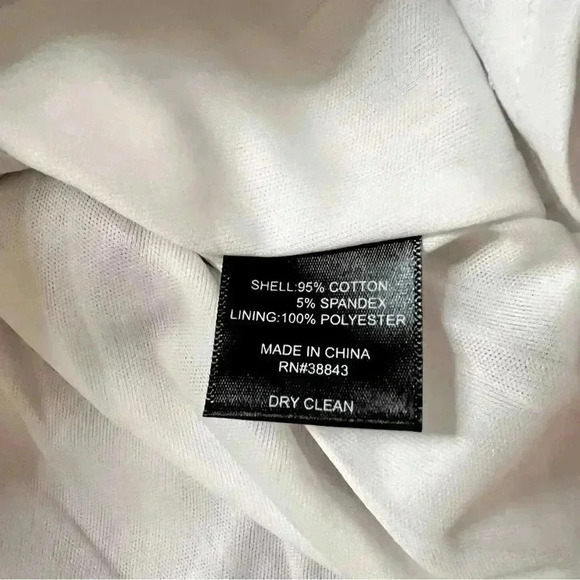 SHELL:95% COTTON
5% SPANDEX
LINING:100% POLYESTER
MADE IN CHINA
RN#38843
DRY CLEAN